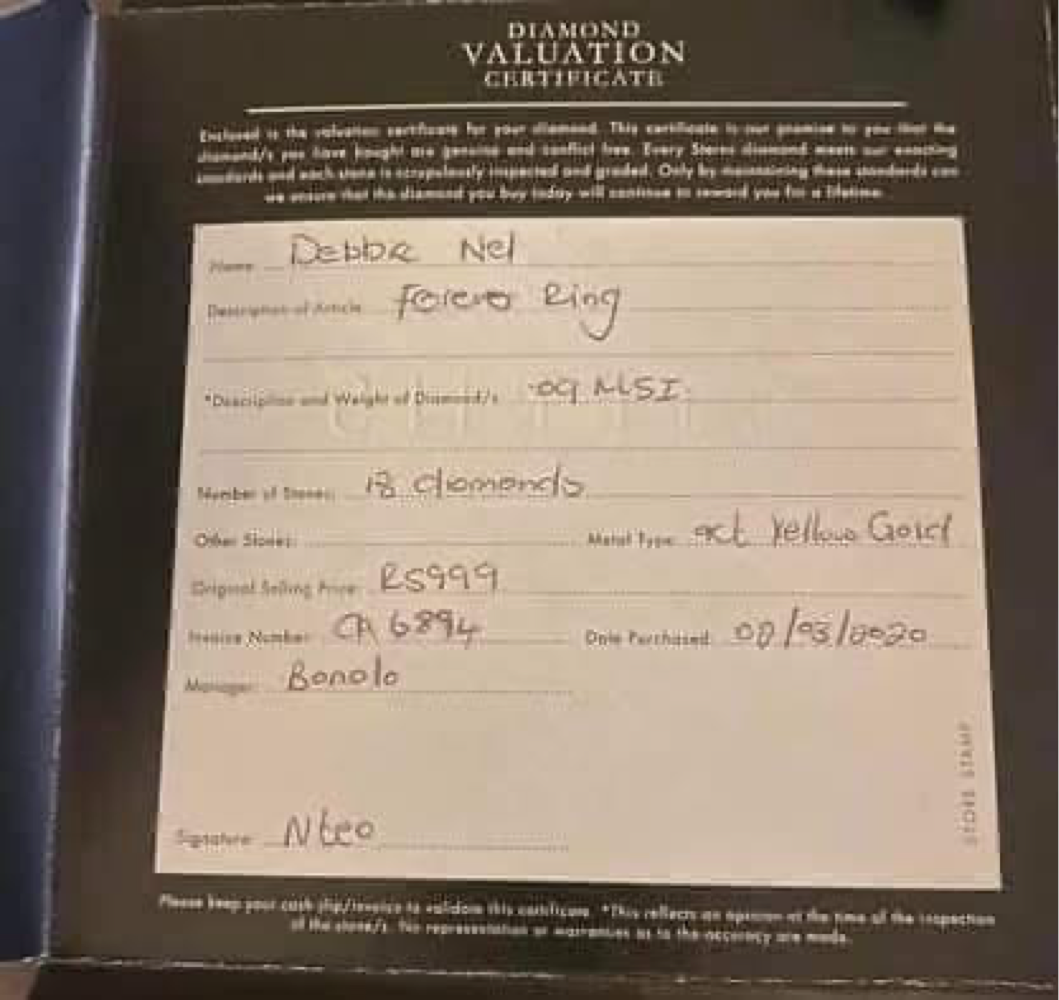 DIAMOND
VALUATION
CERTIFICATE
Enclosed is the valuation certificate for your diamond. This certificate is our promise to you that the
diamond/s you have bought are genuine and conflict free. Every Sterns diamond meets our exacting
standards and each stone is scrupulously inspected and graded. Only by maintaining these standards can
we ensure that the diamond you buy today will continue to reward you for a lifetime.
Name: Debbie Nel
Description of Article: Forever Ring
*Description and Weight of Diamond/s: .09 MSI
Number of Stones: 18 diamonds
Other Stones: Metal Type: 9ct Yellow Gold
Original Selling Price: R5999
Invoice Number: CA 6894 Date Purchased: /03/2020
Manager: Bonolo
STORE STAMP
Signature: Nteo
Please keep your cash slip/invoice to validate this certificate. *This reflects an opinion at the time of the inspection
of the stone/s. No representation or warranties as to the accuracy are made.